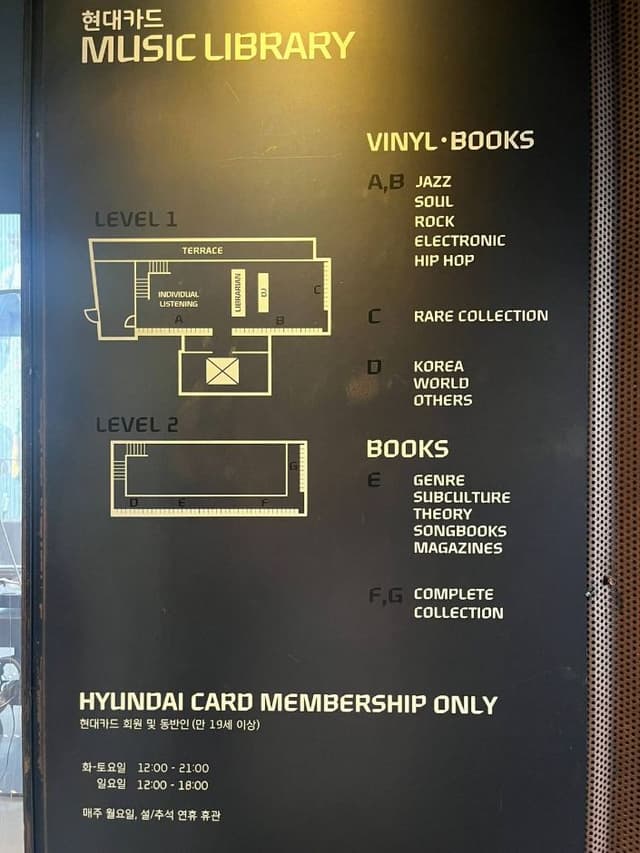 현대카드
MUSIC LIBRARY
LEVEL 1
TERRACE
INDIVIDUAL
LISTENING
LIBRARIAN
DJ
A
B
C
LEVEL 2
D
E
F
G
VINYL•BOOKS
A,B JAZZ
SOUL
ROCK
ELECTRONIC
HIP HOP
C RARE COLLECTION
D KOREA
WORLD
OTHERS
BOOKS
E GENRE
SUBCULTURE
THEORY
SONGBOOKS
MAGAZINES
F,G COMPLETE
COLLECTION
HYUNDAI CARD MEMBERSHIP ONLY
현대카드 회원 및 동반인 (만 19세 이상)
화-토요일 12:00 - 21:00
일요일 12:00 - 18:00
매주 월요일, 설/추석 연휴 휴관